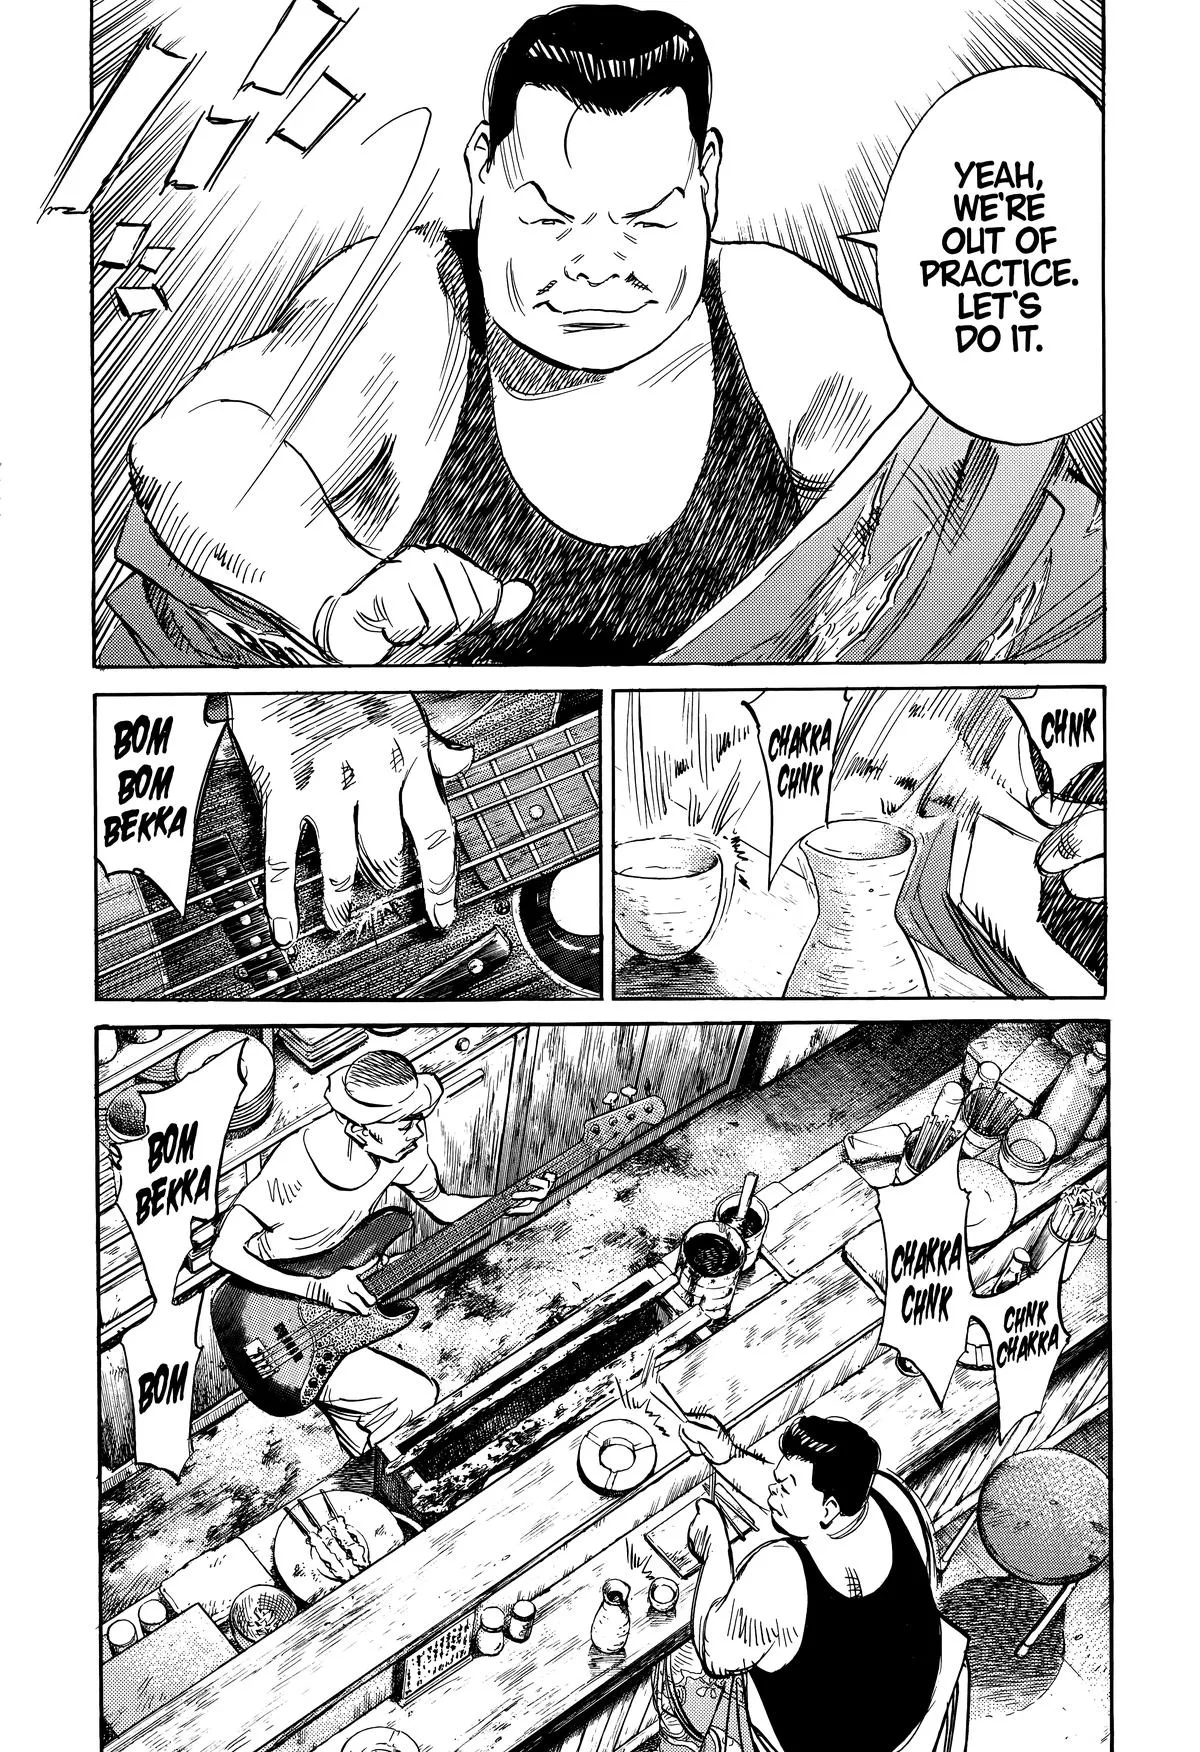 YEAH,
WE'RE
OUT OF
PRACTICE.
LET'S
DO IT.
BOM
BOM
BEKKA
CHAKKA
CHNK
CHNK
BOM
BEKKA
BOM
CHAKKA
CHNK
CHNK
CHAKKA